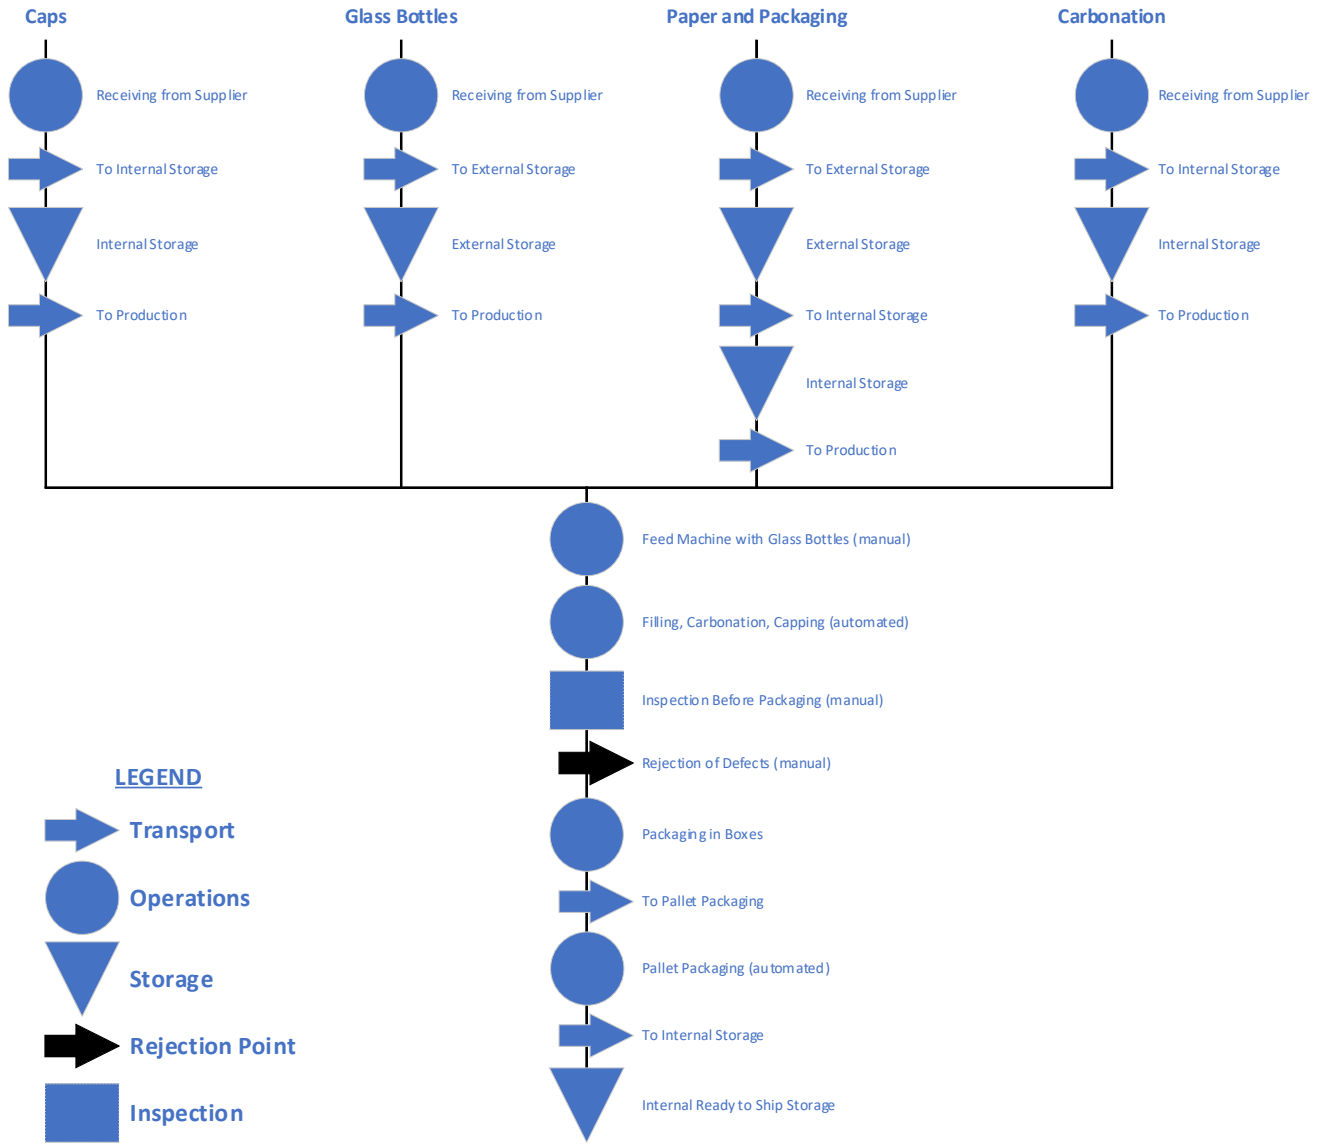 Caps
Glass Bottles
Paper and Packaging
Carbonation
Receiving from Supplier
Receiving from Supplier
Receiving from Supplier
Receiving from Supplier
To Internal Storage
To External Storage
To External Storage
To Internal Storage
Internal Storage
External Storage
External Storage
Internal Storage
To Production
To Production
To Internal Storage
To Production
Internal Storage
To Production
Feed Machine with Glass Bottles (manual)
Filling, Carbonation, Capping (automated)
Inspection Before Packaging (manual)
Rejection of Defects (manual)
Packaging in Boxes
To Pallet Packaging
Pallet Packaging (automated)
To Internal Storage
Internal Ready to Ship Storage
LEGEND
Transport
Operations
Storage
Rejection Point
Inspection